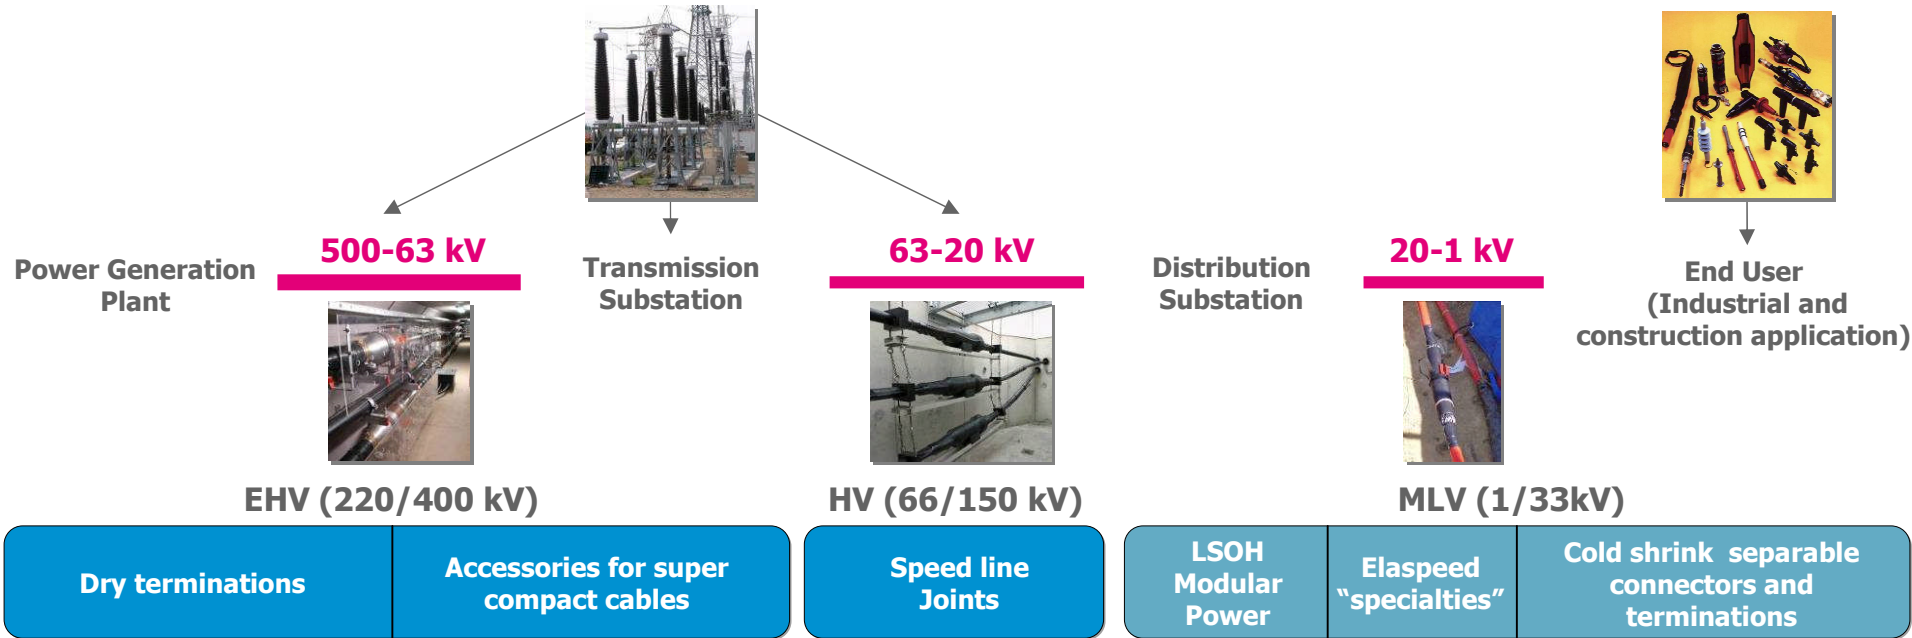 500-63 kV
63-20 kV
20-1 kV
Power Generation
Plant
Transmission
Substation
Distribution
Substation
End User
(Industrial and
construction application)
EHV (220/400 kV)
HV (66/150 kV)
MLV (1/33kV)
Dry terminations
Accessories for super
compact cables
Speed line
Joints
LSOH
Modular
Power
Elaspeed
“specialties”
Cold shrink separable
connectors and
terminations